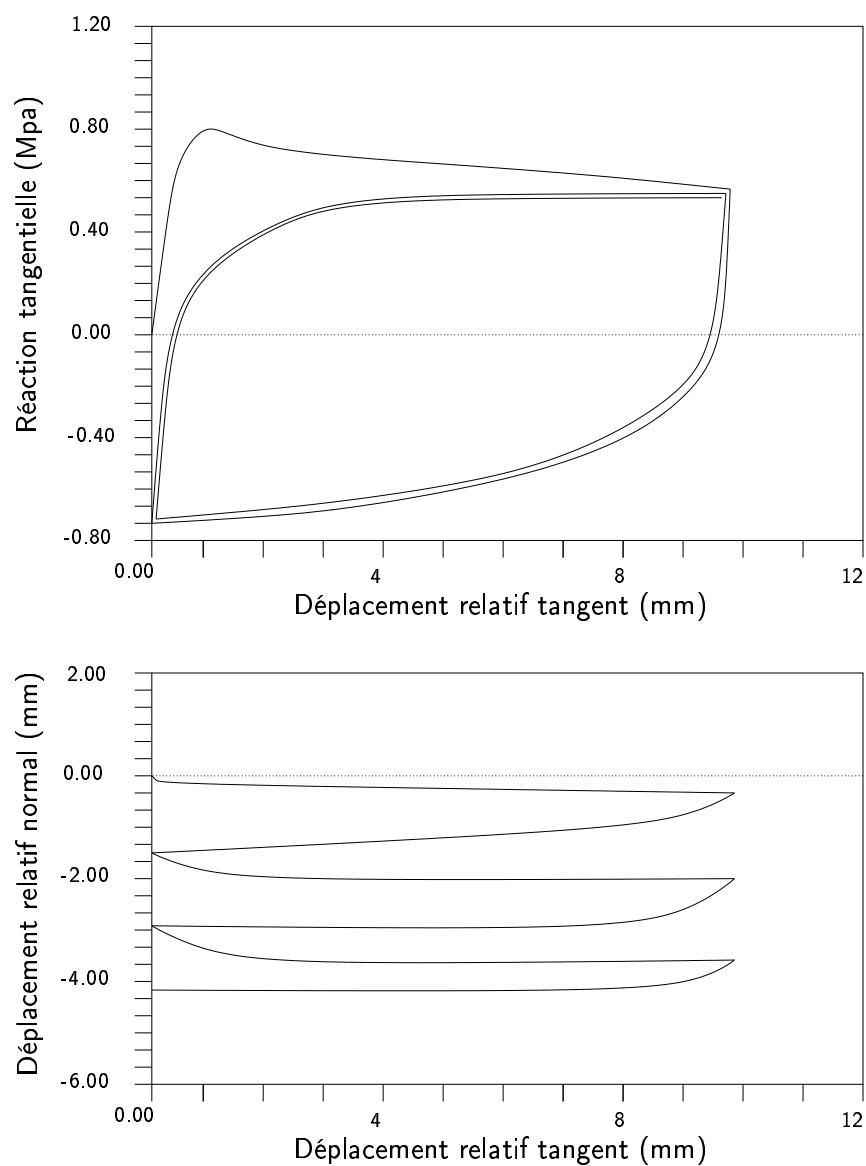 1.20
0.80
0.40
0.00
-0.40
-0.80
Réaction tangentielle (Mpa)
0.00 4 8 12
Déplacement relatif tangent (mm)
2.00
0.00
-2.00
-4.00
-6.00
Déplacement relatif normal (mm)
0.00 4 8 12
Déplacement relatif tangent (mm)